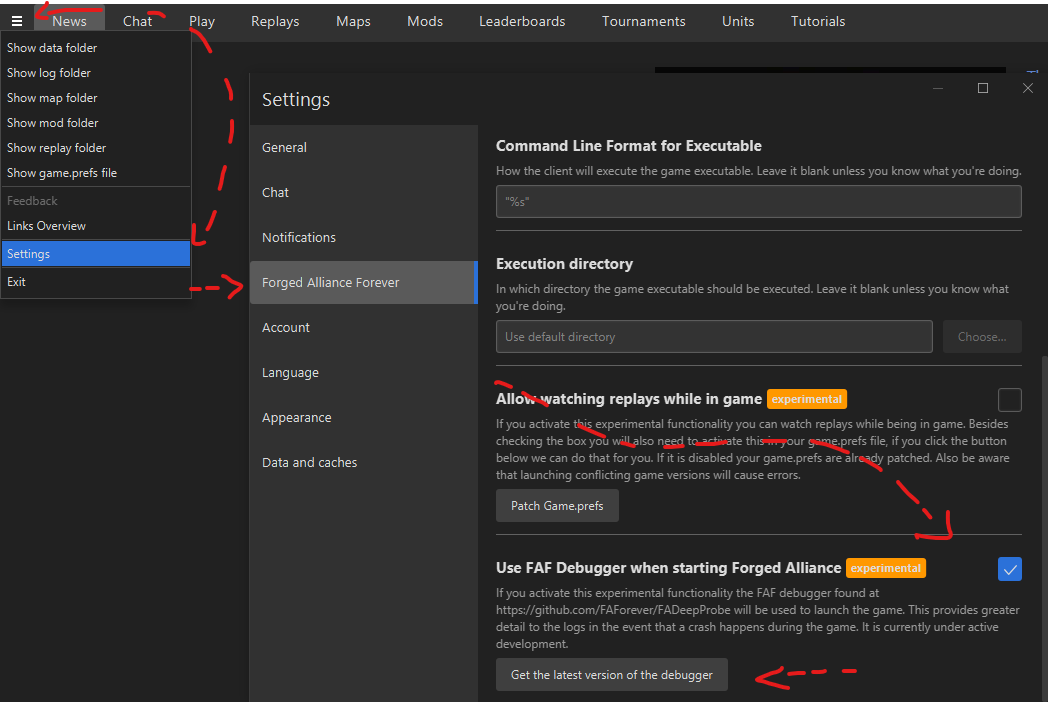 News Chat Play Replays Maps Mods Leaderboards Tournaments Units Tutorials
Show data folder
Show log folder
Show map folder
Show mod folder
Show replay folder
Show game.prefs file
Feedback
Links Overview
Settings
Exit
Settings
General
Chat
Notifications
Forged Alliance Forever
Account
Language
Appearance
Data and caches
Command Line Format for Executable
How the client will execute the game executable. Leave it blank unless you know what you're doing.
"%s"
Execution directory
In which directory the game executable should be executed. Leave it blank unless you know what
you're doing.
Use default directory Choose...
Allow watching replays while in game experimental
If you activate this experimental functionality you can watch replays while being in game. Besides
checking the box you will also need to activate this in your game.prefs file, if you click the button
below we can do that for you. If it is disabled your game.prefs are already patched. Also be aware
that launching conflicting game versions will cause errors.
Patch Game.prefs
Use FAF Debugger when starting Forged Alliance experimental
If you activate this experimental functionality the FAF debugger found at
https://github.com/FAForever/FADeepProbe will be used to launch the game. This provides greater
detail to the logs in the event that a crash happens during the game. It is currently under active
development.
Get the latest version of the debugger